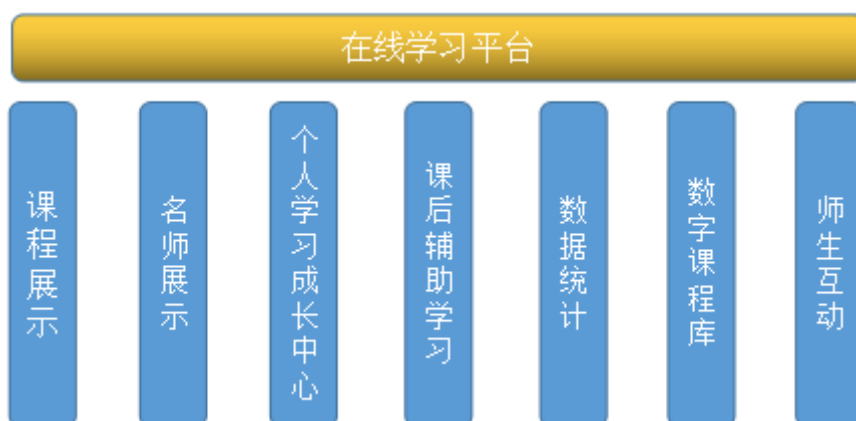 在线学习平台
课程展示
名师展示
个人学习成长中心
课后辅助学习
数据统计
数字课程库
师生互动